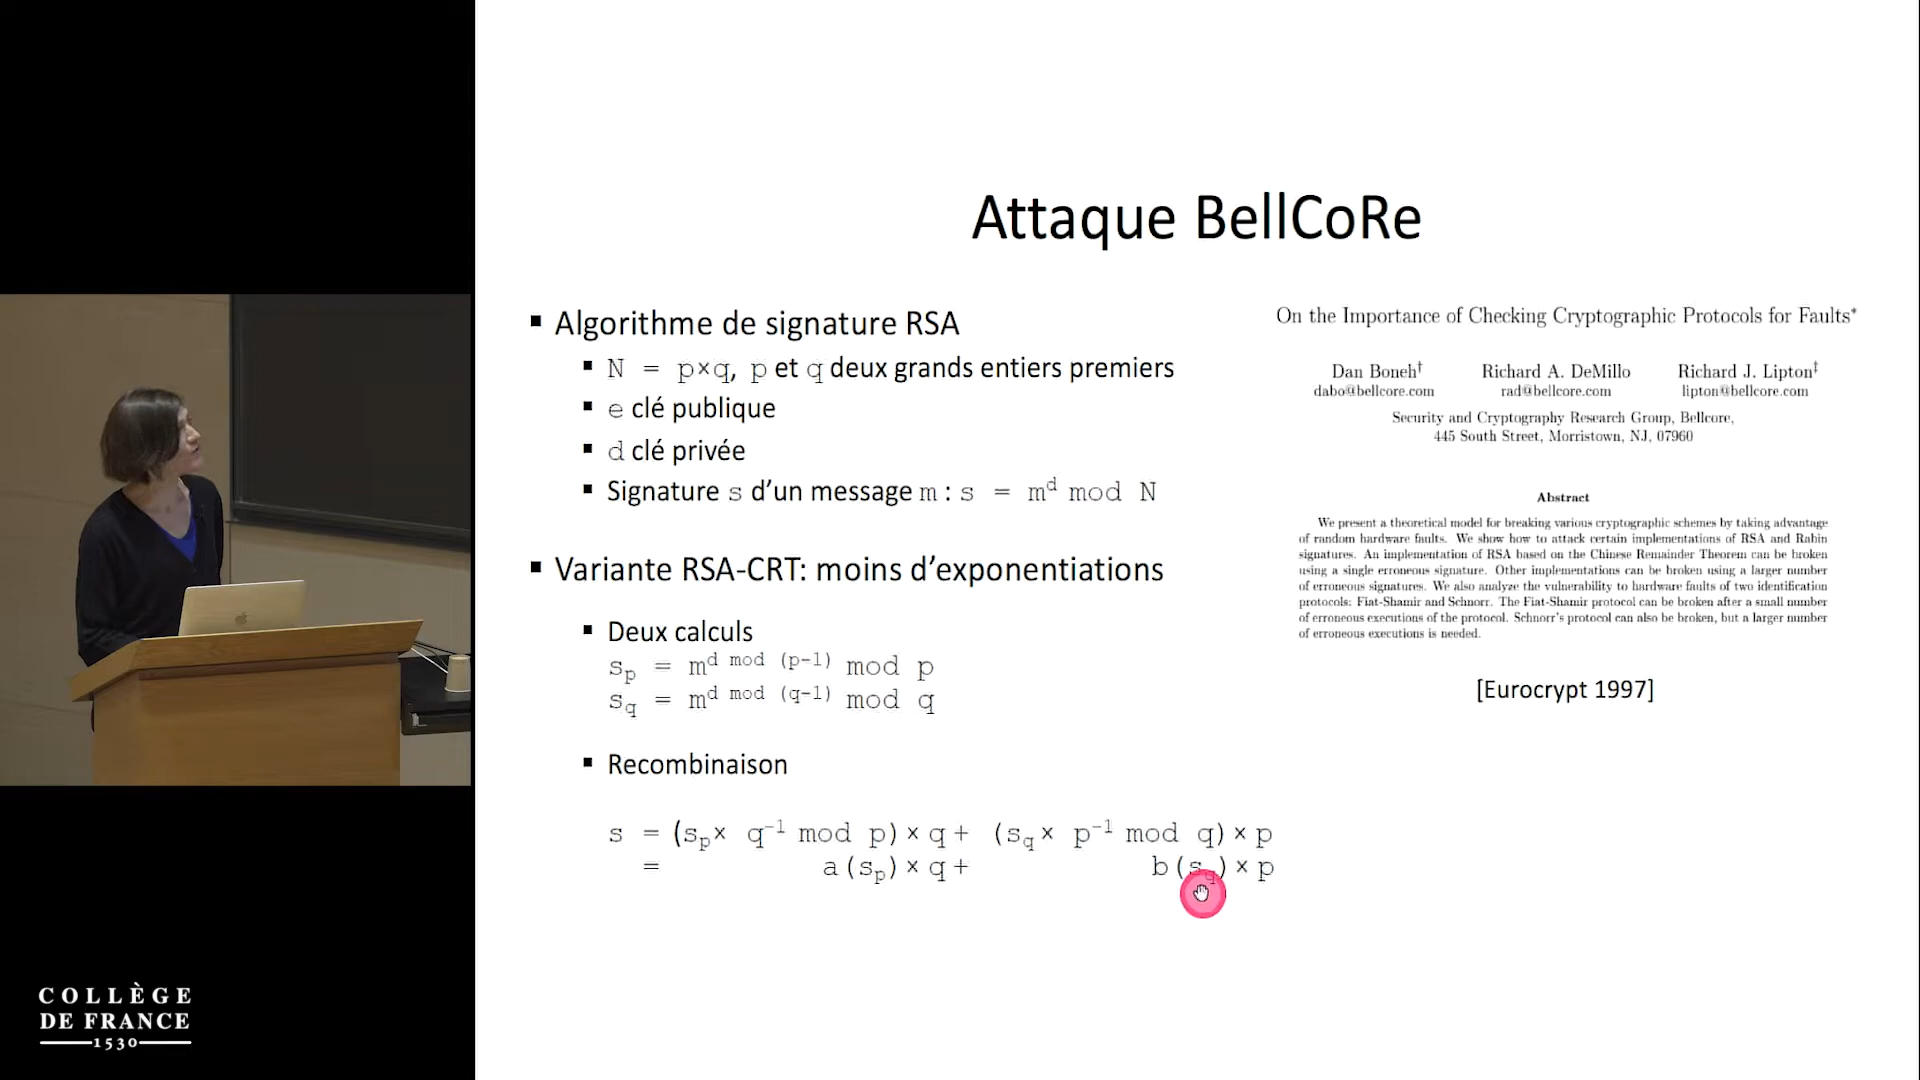 Attaque BellCoRe
▪ Algorithme de signature RSA
▪ N = p×q, p et q deux grands entiers premiers
▪ e clé publique
▪ d clé privée
▪ Signature s d'un message m : s = m^d mod N
▪ Variante RSA-CRT: moins d'exponentiations
▪ Deux calculs
s_p = m^{d mod (p-1)} mod p
s_q = m^{d mod (q-1)} mod q
▪ Recombinaison
s = (s_p× q^{-1} mod p)×q+ (s_q× p^{-1} mod q)×p
= a(s_p)×q+ b(s_q)×p
On the Importance of Checking Cryptographic Protocols for Faults*
Dan Boneh† Richard A. DeMillo Richard J. Lipton‡
dabo@bellcore.com rad@bellcore.com lipton@bellcore.com
Security and Cryptography Research Group, Bellcore,
445 South Street, Morristown, NJ, 07960
Abstract
We present a theoretical model for breaking various cryptographic schemes by taking advantage
of random hardware faults. We show how to attack certain implementations of RSA and Rabin
signatures. An implementation of RSA based on the Chinese Remainder Theorem can be broken
using a single erroneous signature. Other implementations can be broken using a larger number
of erroneous signatures. We also analyze the vulnerability to hardware faults of two identification
protocols: Fiat-Shamir and Schnorr. The Fiat-Shamir protocol can be broken after a small number
of erroneous executions of the protocol. Schnorr's protocol can also be broken, but a larger number
of erroneous executions is needed.
[Eurocrypt 1997]
COLLÈGE
DE FRANCE
1530